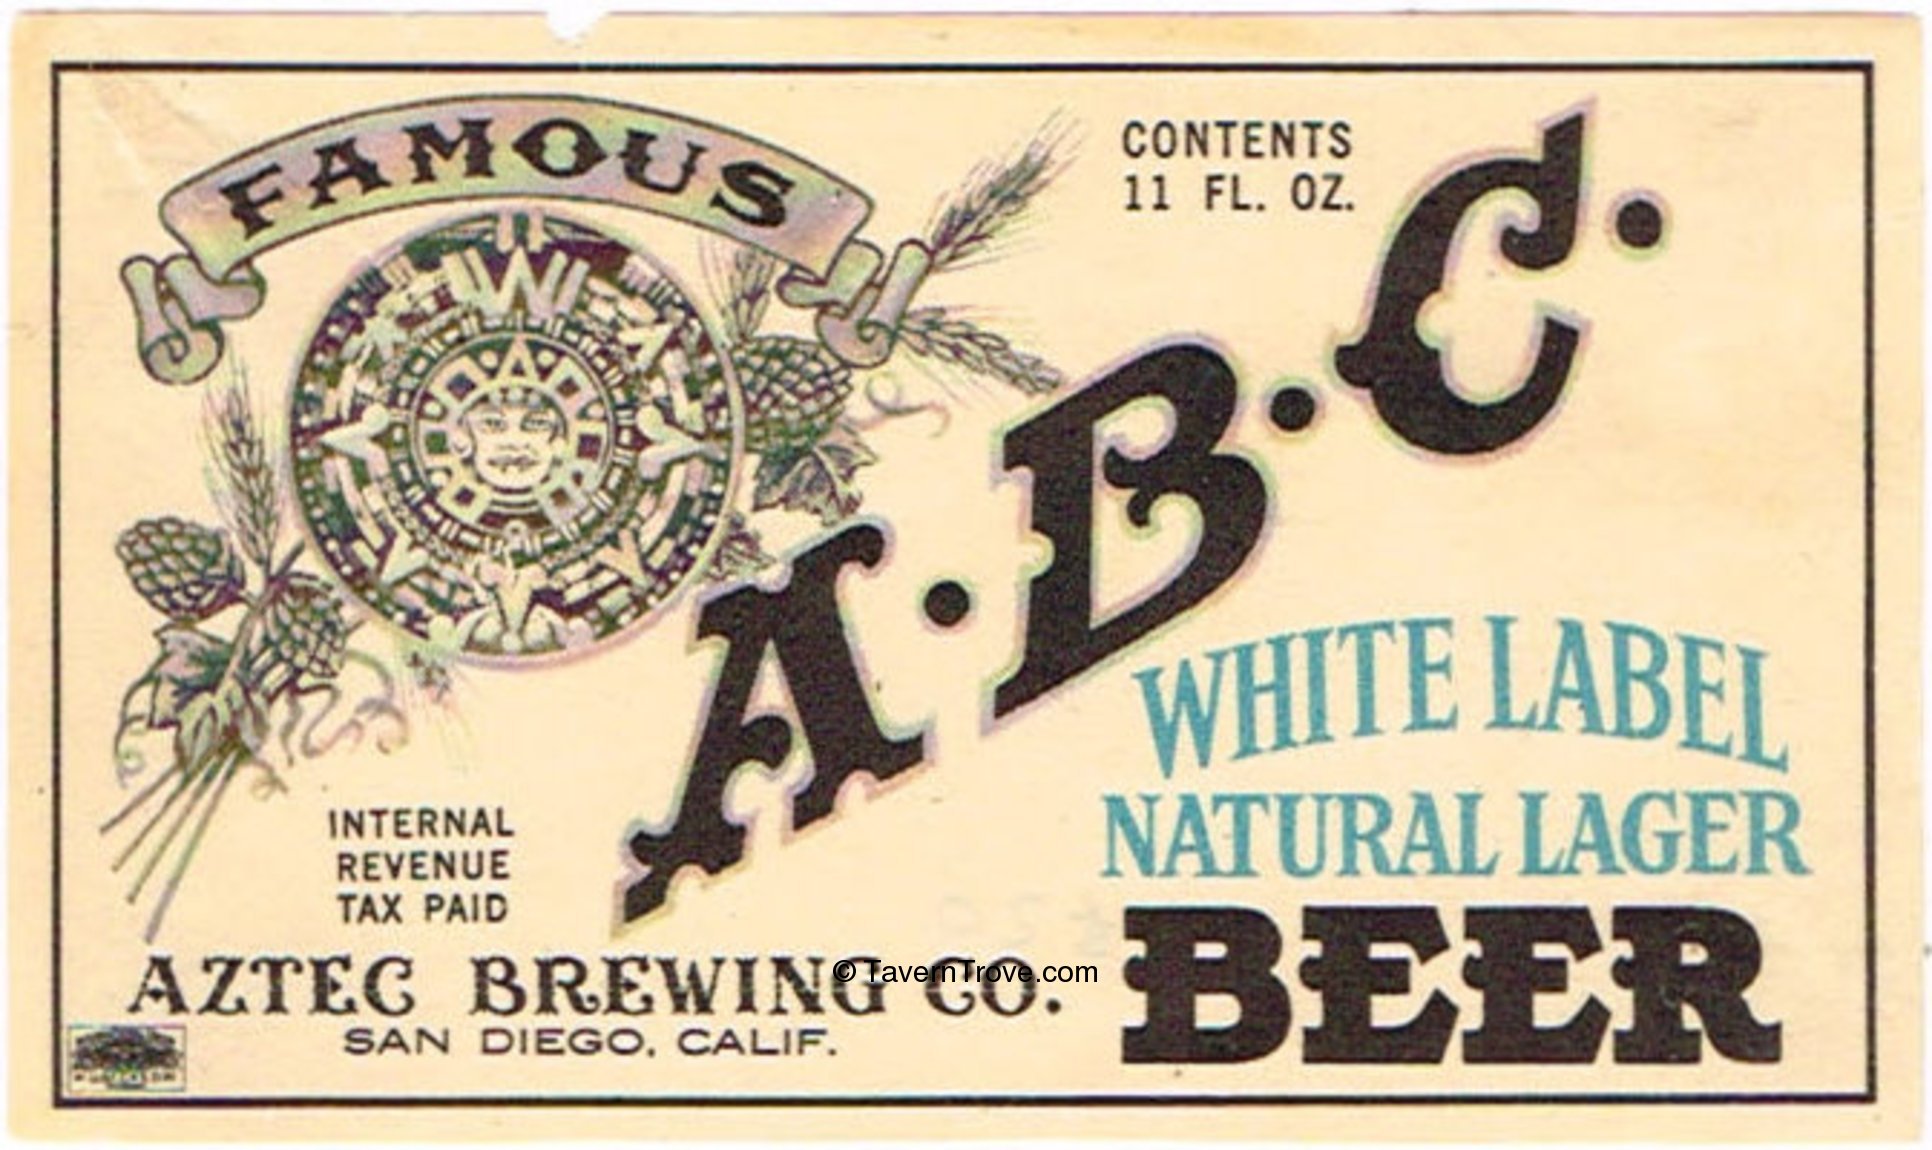 FAMOUS
CONTENTS
11 FL. OZ.
A.B.C.
WHITE LABEL
NATURAL LAGER
BEER
INTERNAL
REVENUE
TAX PAID
AZTEC BREWING CO.
SAN DIEGO, CALIF.
© TavernTrove.com